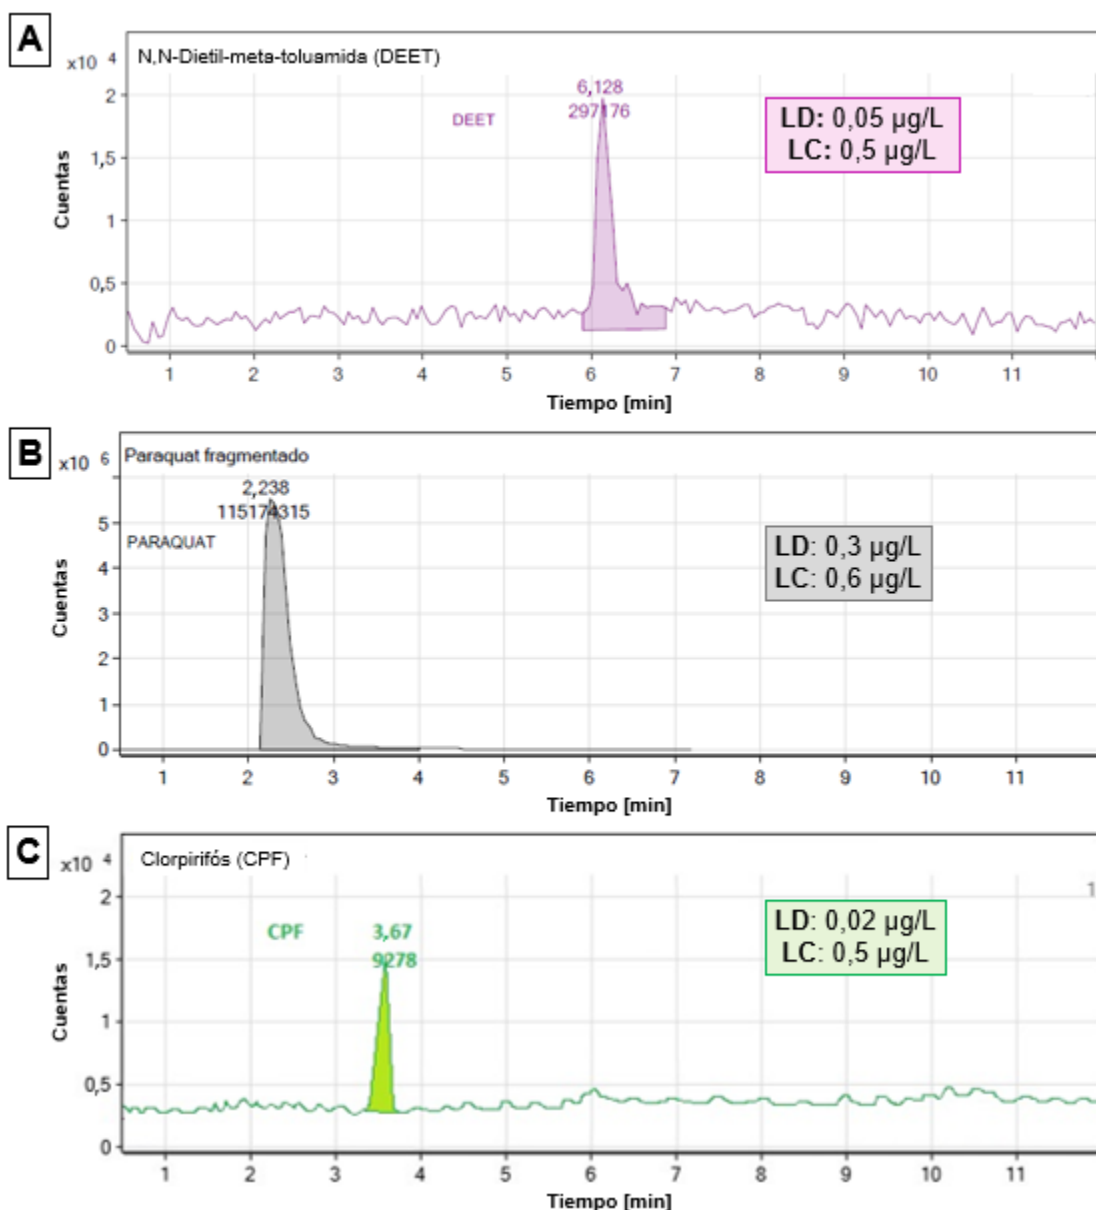 A
x10 4
N,N-Dietil-meta-toluamida (DEET)
6,128
297176
DEET
LD: 0,05 µg/L
LC: 0,5 µg/L
2
1,5
1
0,5
0
Cuentas
1 2 3 4 5 6 7 8 9 10 11
Tiempo [min]
B
x10 6
Paraquat fragmentado
2,238
115174315
PARAQUAT
LD: 0,3 µg/L
LC: 0,6 µg/L
5
4
3
2
1
0
Cuentas
1 2 3 4 5 6 7 8 9 10 11
Tiempo [min]
C
x10 4
Clorpirifós (CPF)
1
CPF
3,67
9278
LD: 0,02 µg/L
LC: 0,5 µg/L
2
1,5
1
0,5
0
Cuentas
1 2 3 4 5 6 7 8 9 10 11
Tiempo [min]